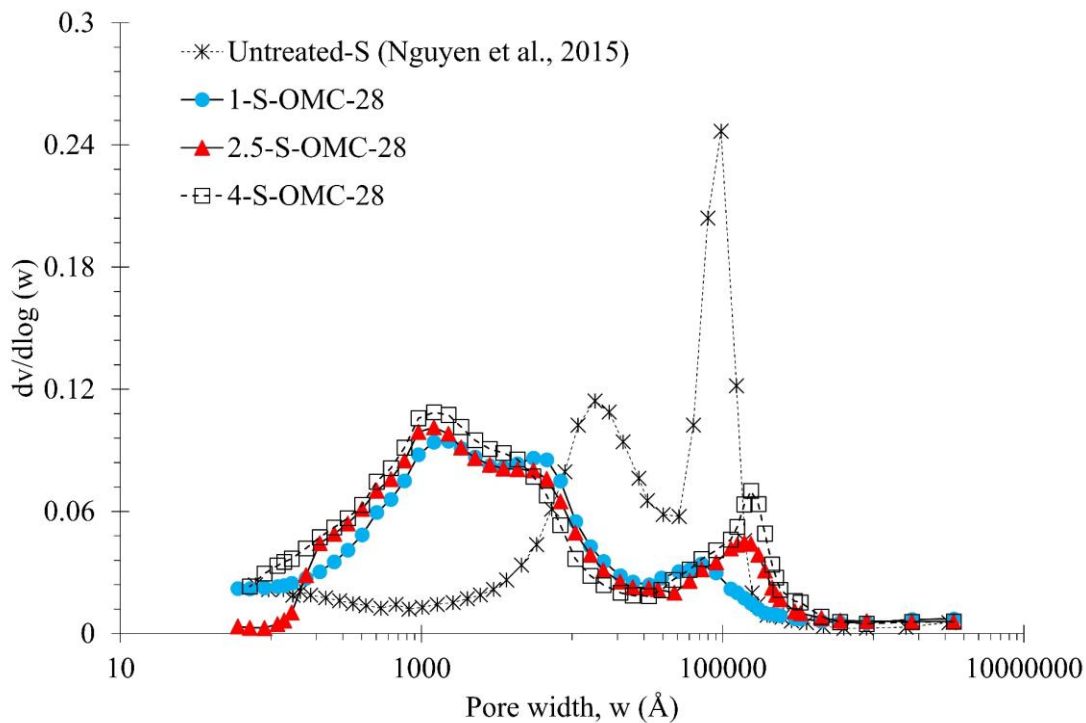 0.3
Untreated-S (Nguyen et al., 2015)
1-S-OMC-28
0.24
2.5-S-OMC-28
4-S-OMC-28
0.18
dv/dlog (w)
0.12
0.06
0
10
1000
100000
10000000
Pore width, w (Å)